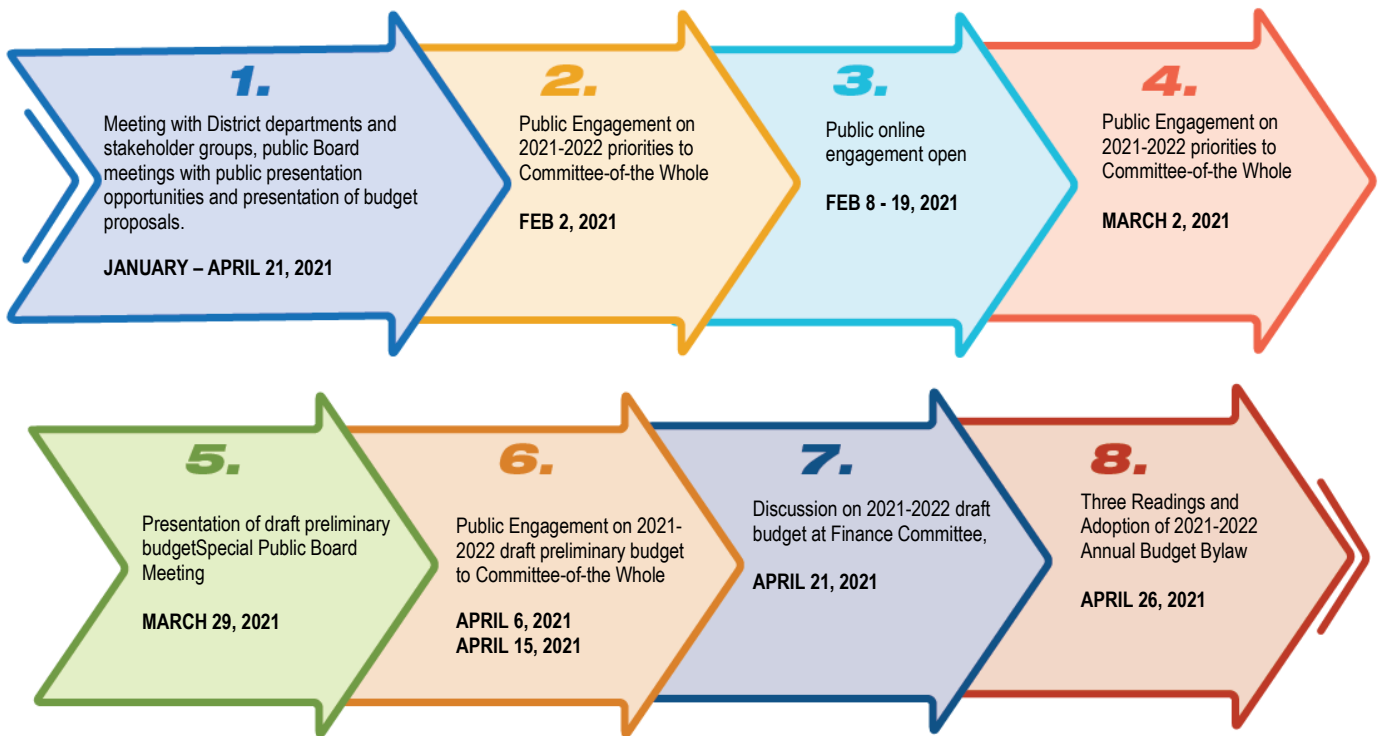 1.
Meeting with District departments and
stakeholder groups, public Board
meetings with public presentation
opportunities and presentation of budget
proposals.
JANUARY – APRIL 21, 2021
2.
Public Engagement on
2021-2022 priorities to
Committee-of-the Whole
FEB 2, 2021
3.
Public online
engagement open
FEB 8 - 19, 2021
4.
Public Engagement on
2021-2022 priorities to
Committee-of-the Whole
MARCH 2, 2021
5.
Presentation of draft preliminary
budgetSpecial Public Board
Meeting
MARCH 29, 2021
6.
Public Engagement on 2021-
2022 draft preliminary budget
to Committee-of-the Whole
APRIL 6, 2021
APRIL 15, 2021
7.
Discussion on 2021-2022 draft
budget at Finance Committee,
APRIL 21, 2021
8.
Three Readings and
Adoption of 2021-2022
Annual Budget Bylaw
APRIL 26, 2021